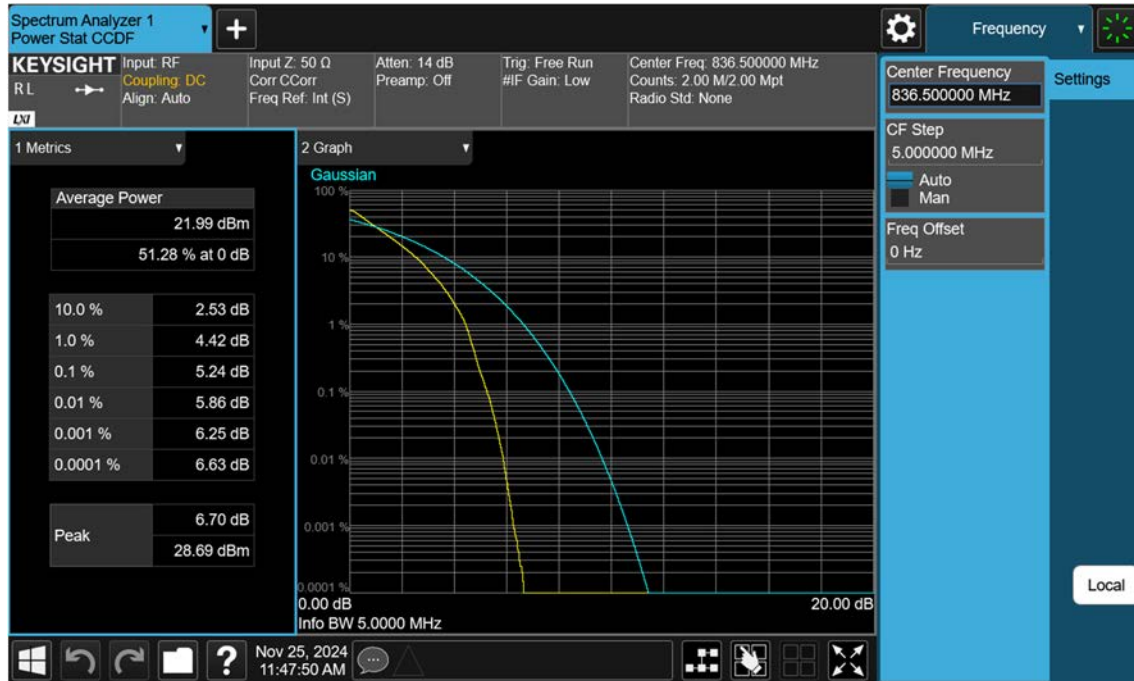 Spectrum Analyzer 1
Power Stat CCDF
Frequency
KEYSIGHT
RL
LXI
Input: RF
Coupling: DC
Align: Auto
Input Z: 50 Ω
Corr CCorr
Freq Ref: Int (S)
Atten: 14 dB
Preamp: Off
Trig: Free Run
#IF Gain: Low
Center Freq: 836.500000 MHz
Counts: 2.00 M/2.00 Mpt
Radio Std: None
Center Frequency
836.500000 MHz
Settings
CF Step
5.000000 MHz
Auto
Man
Freq Offset
0 Hz
Local
1 Metrics
Average Power
21.99 dBm
51.28 % at 0 dB
10.0 % 2.53 dB
1.0 % 4.42 dB
0.1 % 5.24 dB
0.01 % 5.86 dB
0.001 % 6.25 dB
0.0001 % 6.63 dB
Peak
6.70 dB
28.69 dBm
2 Graph
Gaussian
100 %
10 %
1 %
0.1 %
0.01 %
0.001 %
0.0001 %
0.00 dB 20.00 dB
Info BW 5.0000 MHz
Nov 25, 2024
11:47:50 AM